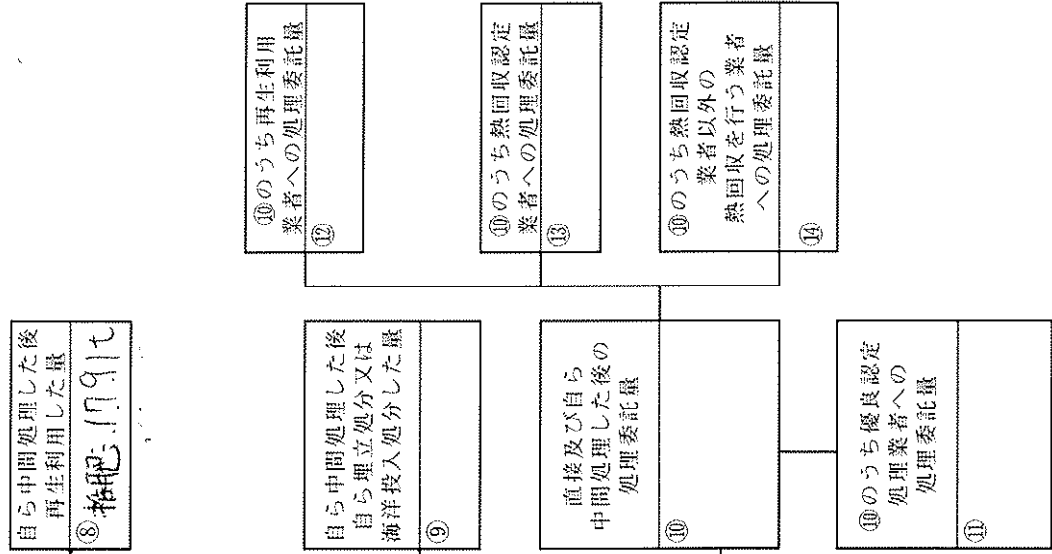 自ら中間処理した後
再生利用した量
⑧ 堆肥:1179.1t
自ら中間処理した後
自ら埋立処分又は
海洋投入処分した量
⑨
直接及び自ら
中間処理した後の
処理委託量
⑩
⑩のうち優良認定
処理業者への
処理委託量
⑪
⑩のうち再生利用
業者への処理委託量
⑫
⑩のうち熱回収認定
業者への処理委託量
⑬
⑩のうち熱回収認定
業者以外の
熱回収を行う業者
への処理委託量
⑭